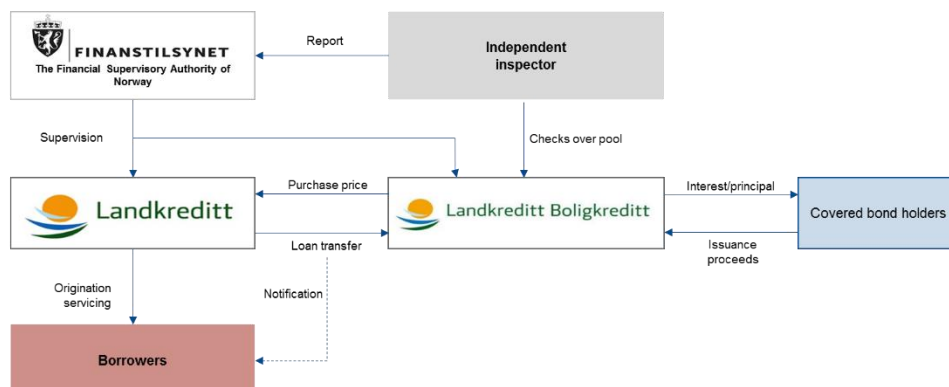 FINANSTILSYNET
The Financial Supervisory Authority of
Norway
Report
Independent
inspector
Supervision
Checks over pool
Landkreditt
Purchase price
Landkreditt Boligkreditt
Interest/principal
Covered bond holders
Loan transfer
Issuance
proceeds
Origination
servicing
Notification
Borrowers